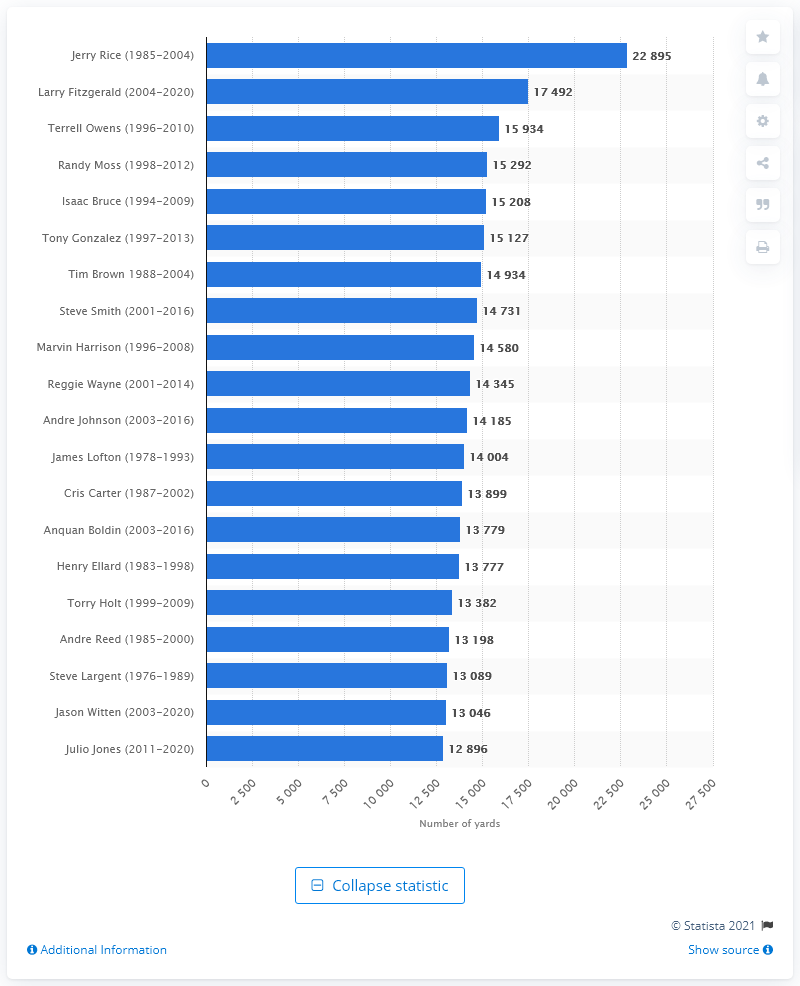 Jerry Rice (1985-2004) 22 895
Larry Fitzgerald (2004-2020) 17 492
Terrell Owens (1996-2010) 15 934
Randy Moss (1998-2012) 15 292
Isaac Bruce (1994-2009) 15 208
Tony Gonzalez (1997-2013) 15 127
Tim Brown 1988-2004) 14 934
Steve Smith (2001-2016) 14 731
Marvin Harrison (1996-2008) 14 580
Reggie Wayne (2001-2014) 14 345
Andre Johnson (2003-2016) 14 185
James Lofton (1978-1993) 14 004
Cris Carter (1987-2002) 13 899
Anquan Boldin (2003-2016) 13 779
Henry Ellard (1983-1998) 13 777
Torry Holt (1999-2009) 13 382
Andre Reed (1985-2000) 13 198
Steve Largent (1976-1989) 13 089
Jason Witten (2003-2020) 13 046
Julio Jones (2011-2020) 12 896
0 2 500 5 000 7 500 10 000 12 500 15 000 17 500 20 000 22 500 25 000 27 500
Number of yards
Collapse statistic
© Statista 2021
Additional Information Show source